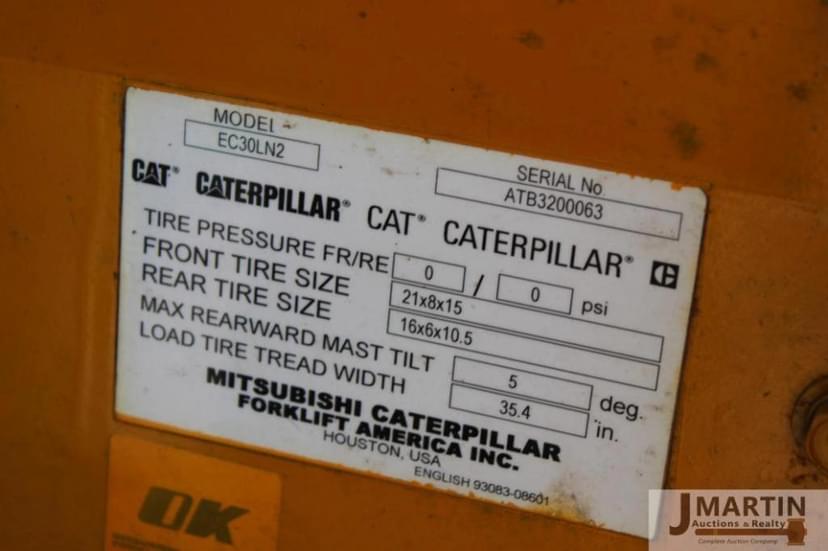 MODEL
EC30LN2
SERIAL No
ATB3200063
CAT® CATERPILLAR® CAT® CATERPILLAR® C
TIRE PRESSURE FR/RE 0 / 0 psi
FRONT TIRE SIZE 21x8x15
REAR TIRE SIZE 16x6x10.5
MAX REARWARD MAST TILT 5 deg.
LOAD TIRE TREAD WIDTH 35.4 in.
MITSUBISHI CATERPILLAR
FORKLIFT AMERICA INC.
HOUSTON, USA
ENGLISH 93083-08601
OK
J MARTIN
Auctions & Realty
Complete Auction Company